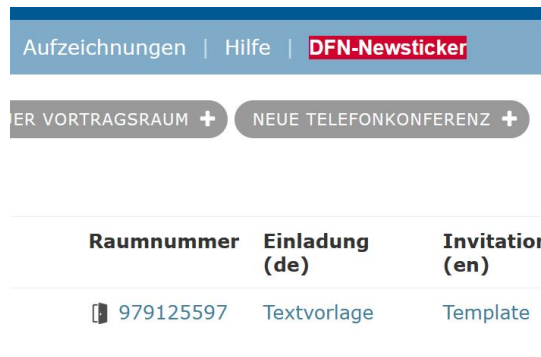 Aufzeichnungen | Hilfe | DFN-Newsticker
ER VORTRAGSRAUM + NEUE TELEFONKONFERENZ +
Raumnummer Einladung (de) Invitation (en)
979125597 Textvorlage Template